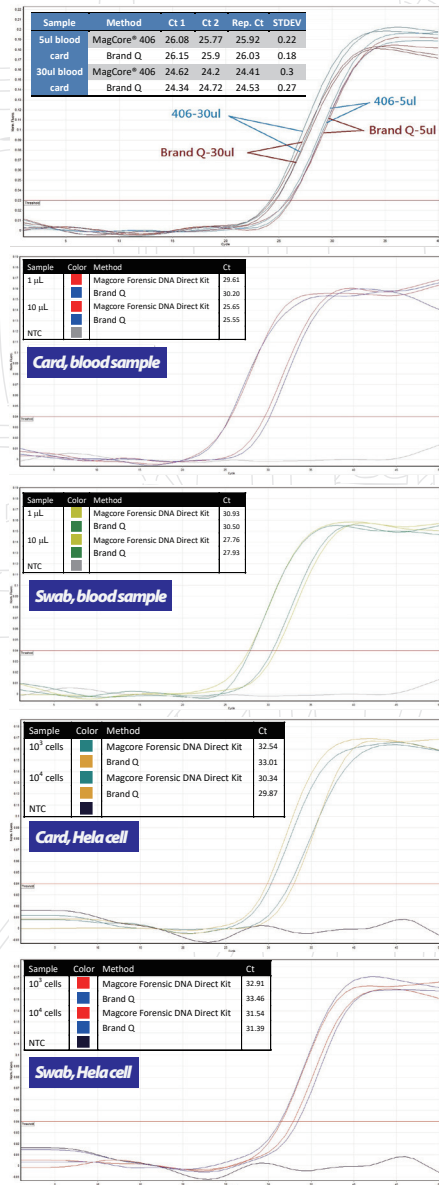 Sample Method Ct 1 Ct 2 Rep. Ct STDEV
5ul blood card MagCore® 406 26.08 25.77 25.92 0.22
Brand Q 26.15 25.9 26.03 0.18
30ul blood card MagCore® 406 24.62 24.2 24.41 0.3
Brand Q 24.34 24.72 24.53 0.27
406-30ul
406-5ul
Brand Q-30ul
Brand Q-5ul
Threshold
Sample Color Method Ct
1 µL Magcore Forensic DNA Direct Kit 29.61
Brand Q 30.20
10 µL Magcore Forensic DNA Direct Kit 25.65
Brand Q 25.55
NTC
Card, blood sample
Threshold
Cycle
Sample Color Method Ct
1 µL Magcore Forensic DNA Direct Kit 30.93
Brand Q 30.50
10 µL Magcore Forensic DNA Direct Kit 27.76
Brand Q 27.93
NTC
Swab, blood sample
Threshold
Cycle
Sample Color Method Ct
10³ cells Magcore Forensic DNA Direct Kit 32.54
Brand Q 33.01
10⁴ cells Magcore Forensic DNA Direct Kit 30.34
Brand Q 29.87
NTC
Card, Hela cell
Threshold
Cycle
Sample Color Method Ct
10³ cells Magcore Forensic DNA Direct Kit 32.91
Brand Q 33.46
10⁴ cells Magcore Forensic DNA Direct Kit 31.54
Brand Q 31.39
NTC
Swab, Hela cell
Threshold